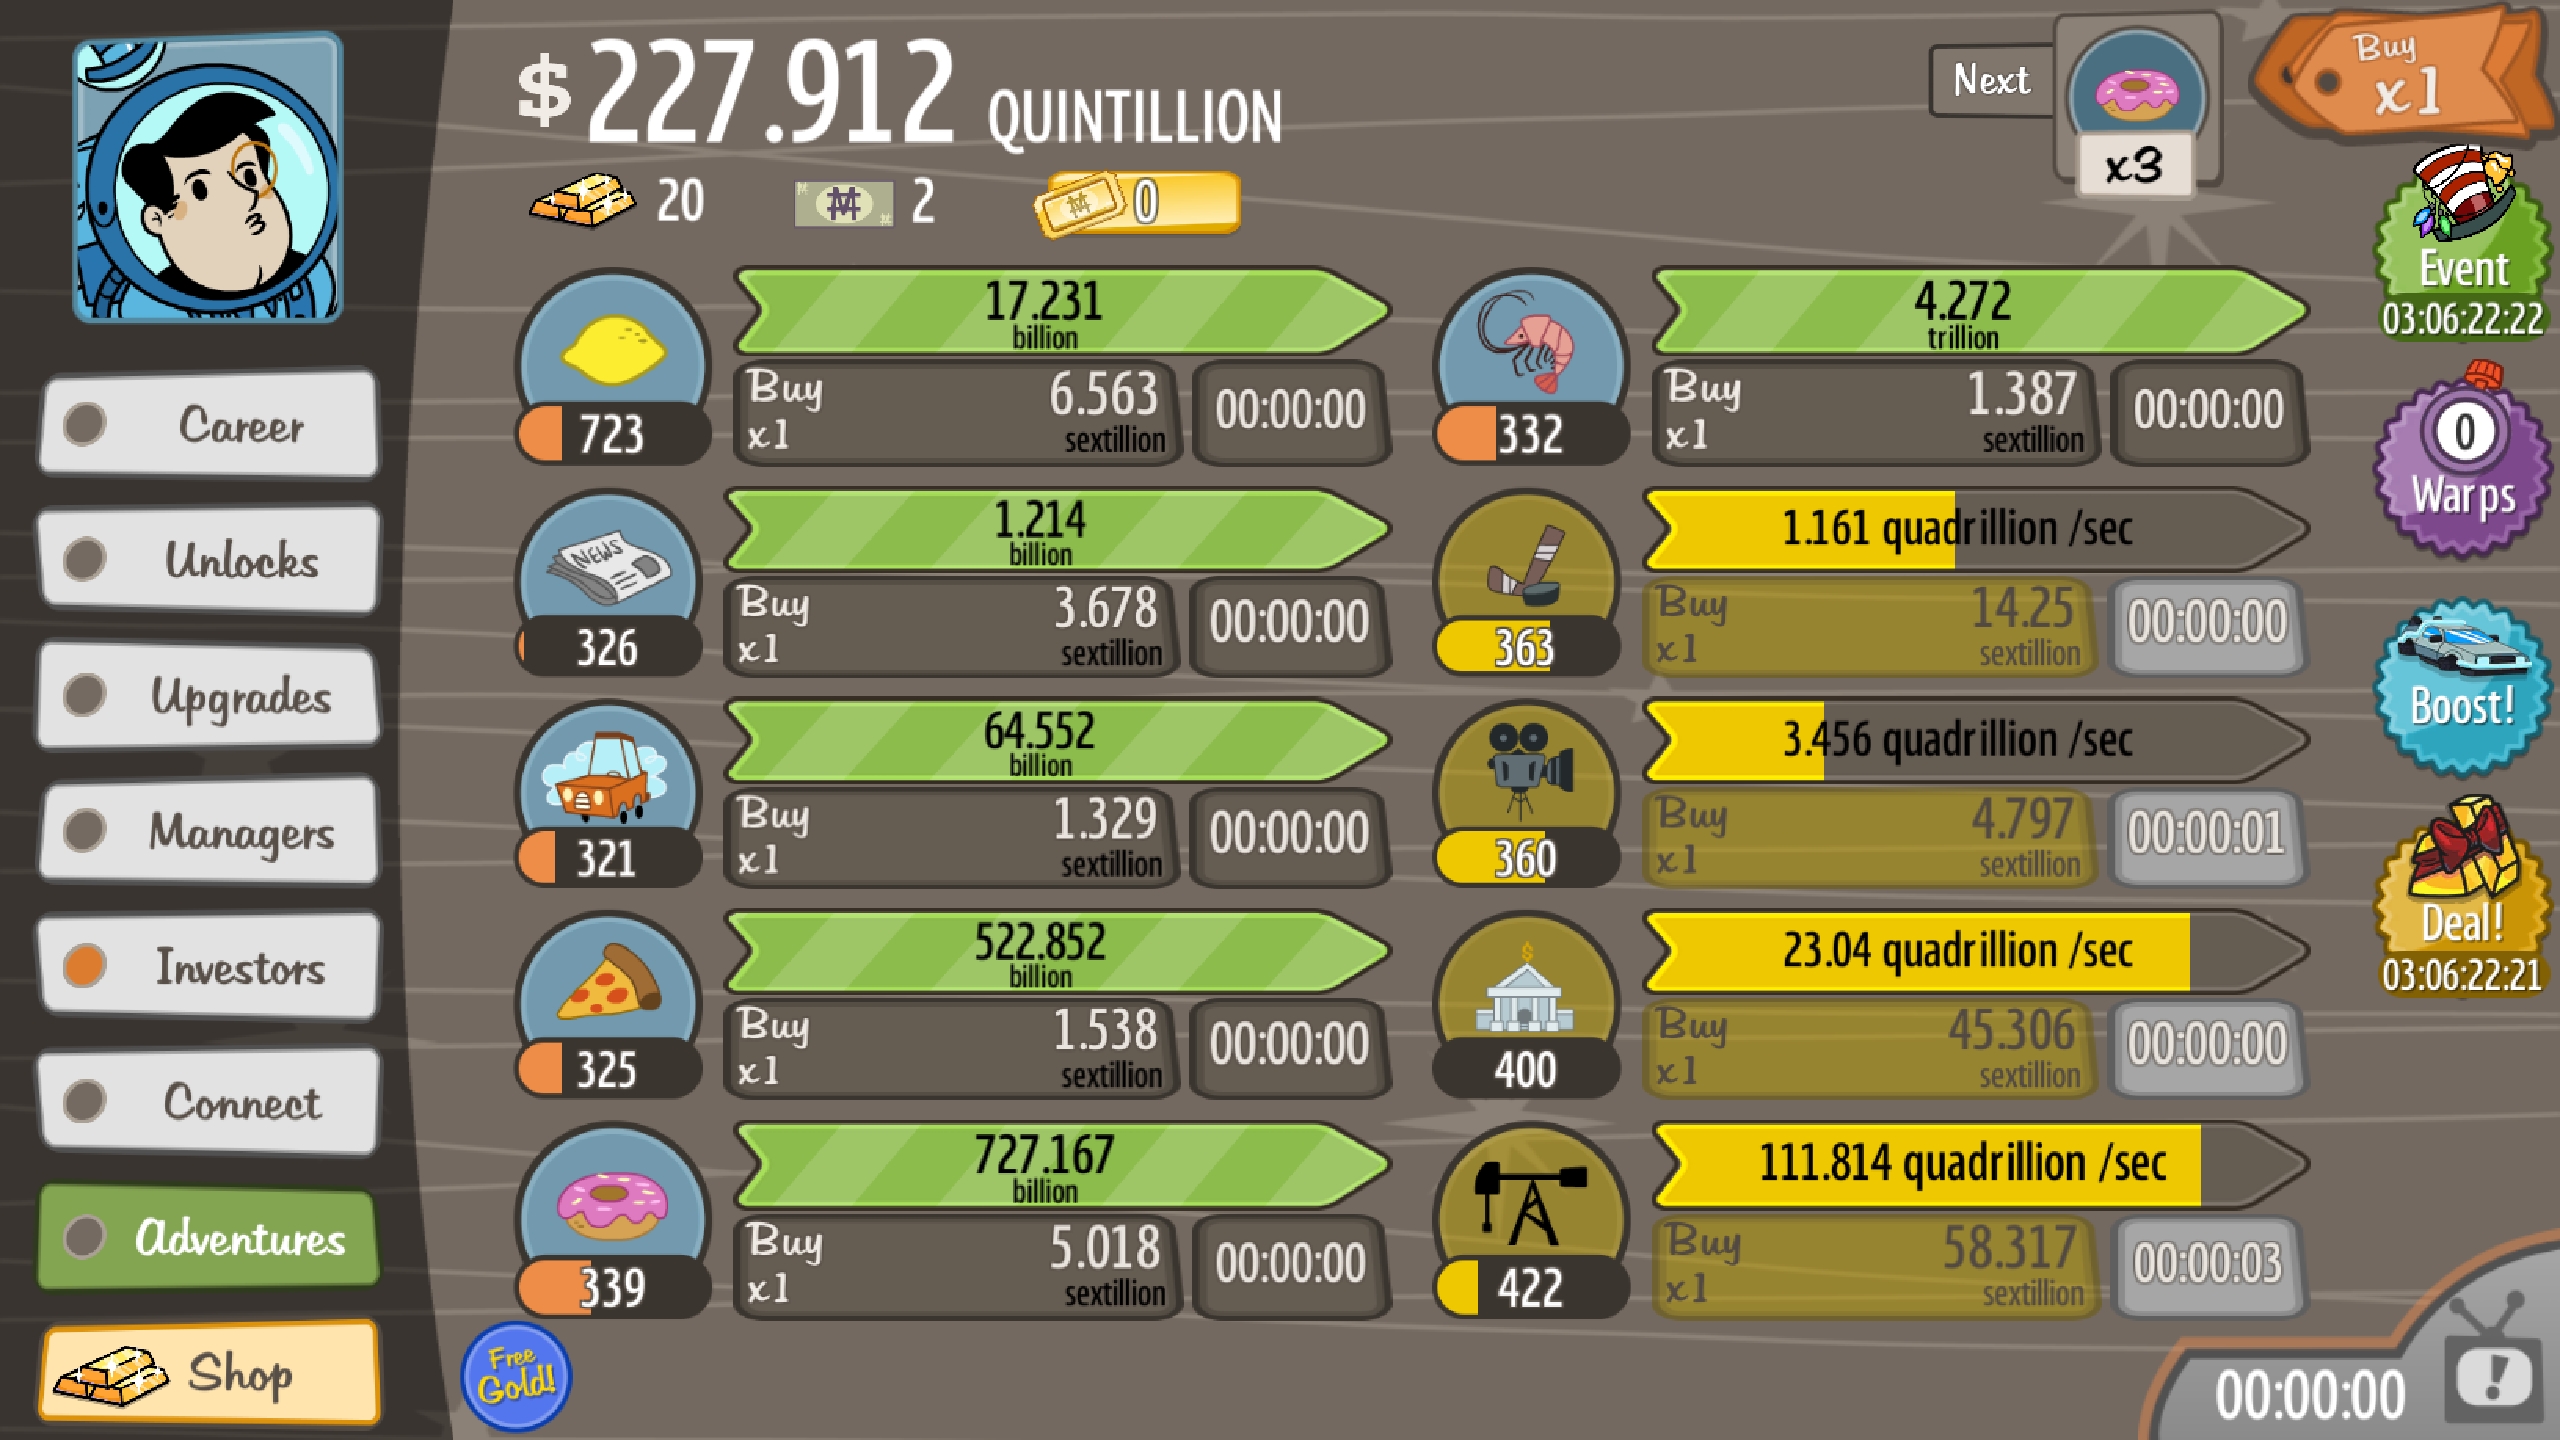 $227.912 QUINTILLION
20
2
0
Next
x3
Buy
x1
Career
Unlocks
Upgrades
Managers
Investors
Connect
Adventures
Shop
Free
Gold!
723
17.231
billion
Buy
x1
6.563
sextillion
00:00:00
NEWS
326
1.214
billion
Buy
x1
3.678
sextillion
00:00:00
321
64.552
billion
Buy
x1
1.329
sextillion
00:00:00
325
522.852
billion
Buy
x1
1.538
sextillion
00:00:00
339
727.167
billion
Buy
x1
5.018
sextillion
00:00:00
332
4.272
trillion
Buy
x1
1.387
sextillion
00:00:00
363
1.161 quadrillion /sec
Buy
x1
14.25
sextillion
00:00:00
360
3.456 quadrillion /sec
Buy
x1
4.797
sextillion
00:00:01
400
23.04 quadrillion /sec
Buy
x1
45.306
sextillion
00:00:00
422
111.814 quadrillion /sec
Buy
x1
58.317
sextillion
00:00:03
Event
03:06:22:22
0
Warps
Boost!
Deal!
03:06:22:21
00:00:00
!